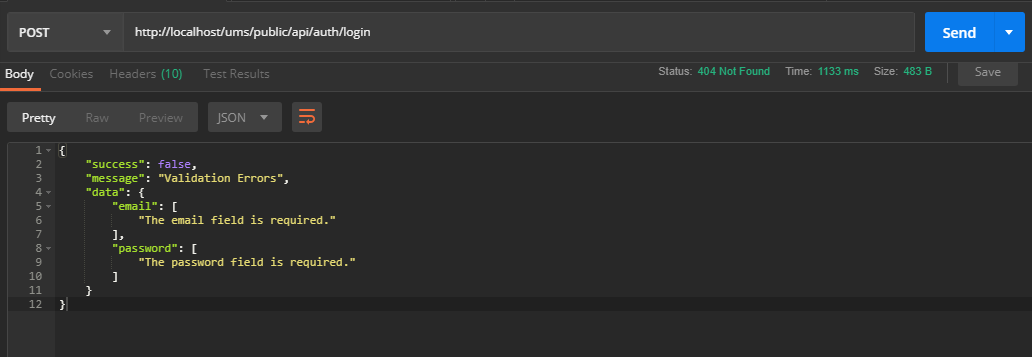 POST http://localhost/ums/public/api/auth/login Send
Body Cookies Headers (10) Test Results Status: 404 Not Found Time: 1133 ms Size: 483 B Save
Pretty Raw Preview JSON
1 {
2 "success": false,
3 "message": "Validation Errors",
4 "data": {
5 "email": [
6 "The email field is required."
7 ],
8 "password": [
9 "The password field is required."
10 ]
11 }
12 }